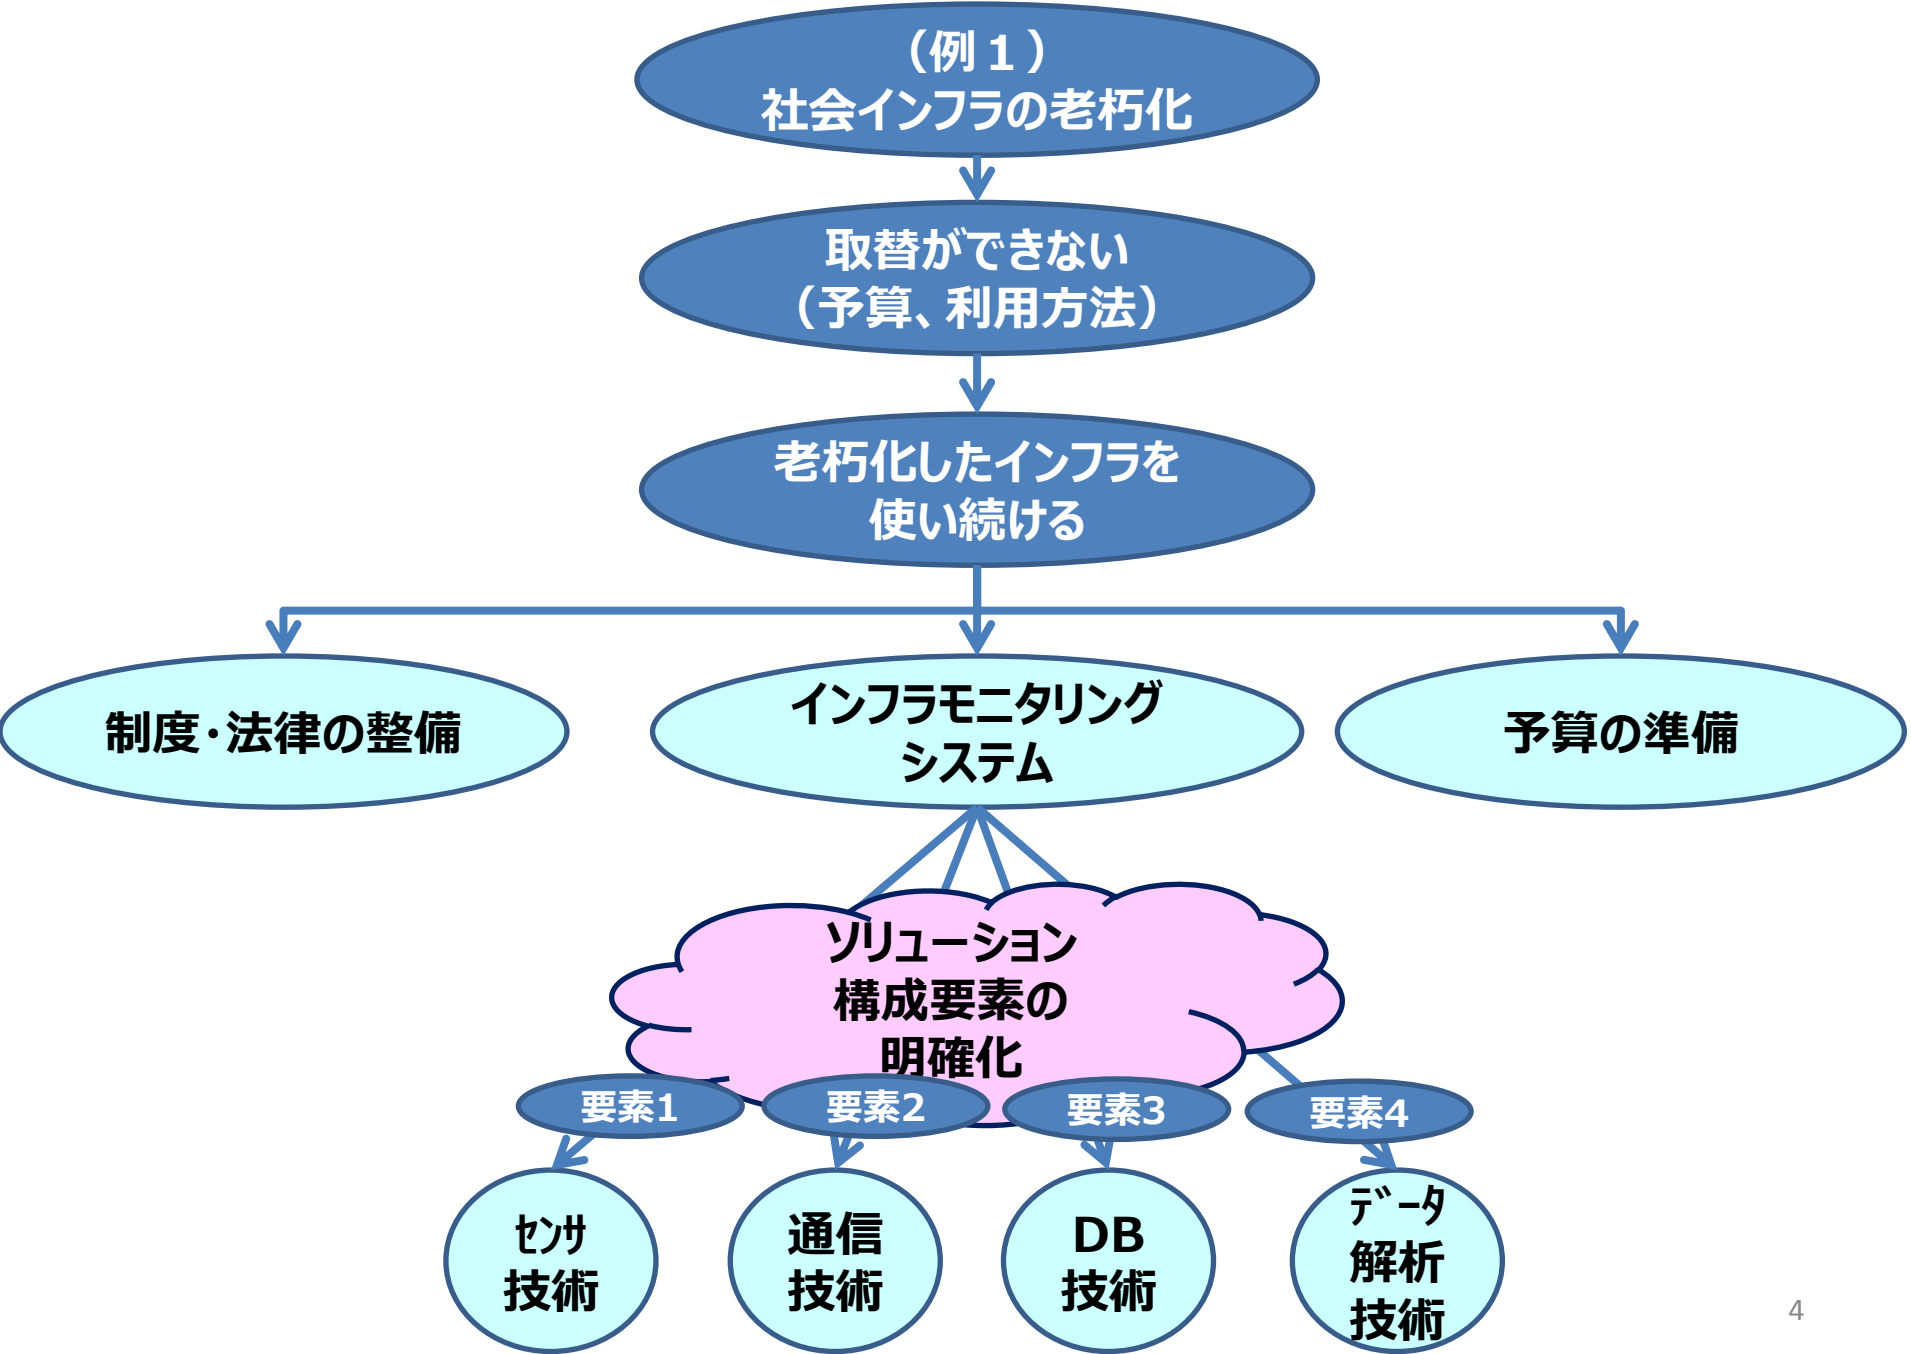 （例１）
社会インフラの老朽化
取替ができない
（予算、利用方法）
老朽化したインフラを
使い続ける
制度・法律の整備
インフラモニタリング
システム
予算の準備
ソリューション
構成要素の
明確化
要素1
要素2
要素3
要素4
ｾﾝｻ
技術
通信
技術
DB
技術
ﾃﾞｰﾀ
解析
技術
4